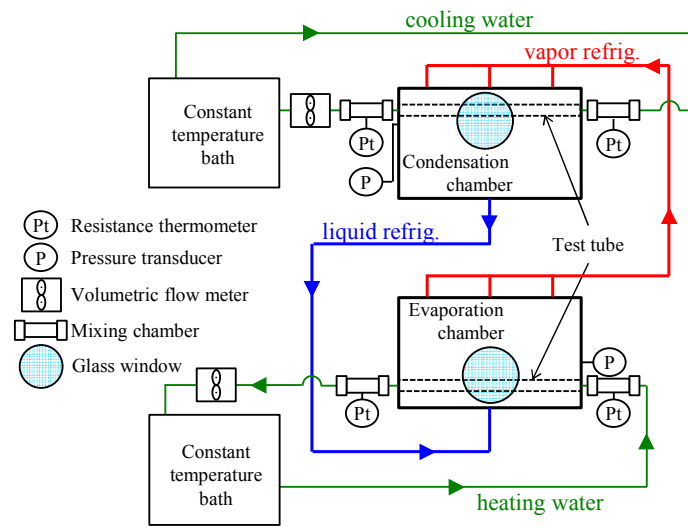 cooling water
vapor refrig.
Constant
temperature
bath
Pt
Pt
P
Condensation
chamber
liquid refrig.
Test tube
Pt Resistance thermometer
P Pressure transducer
Volumetric flow meter
Mixing chamber
Glass window
Evaporation
chamber
P
Pt
Pt
Constant
temperature
bath
heating water